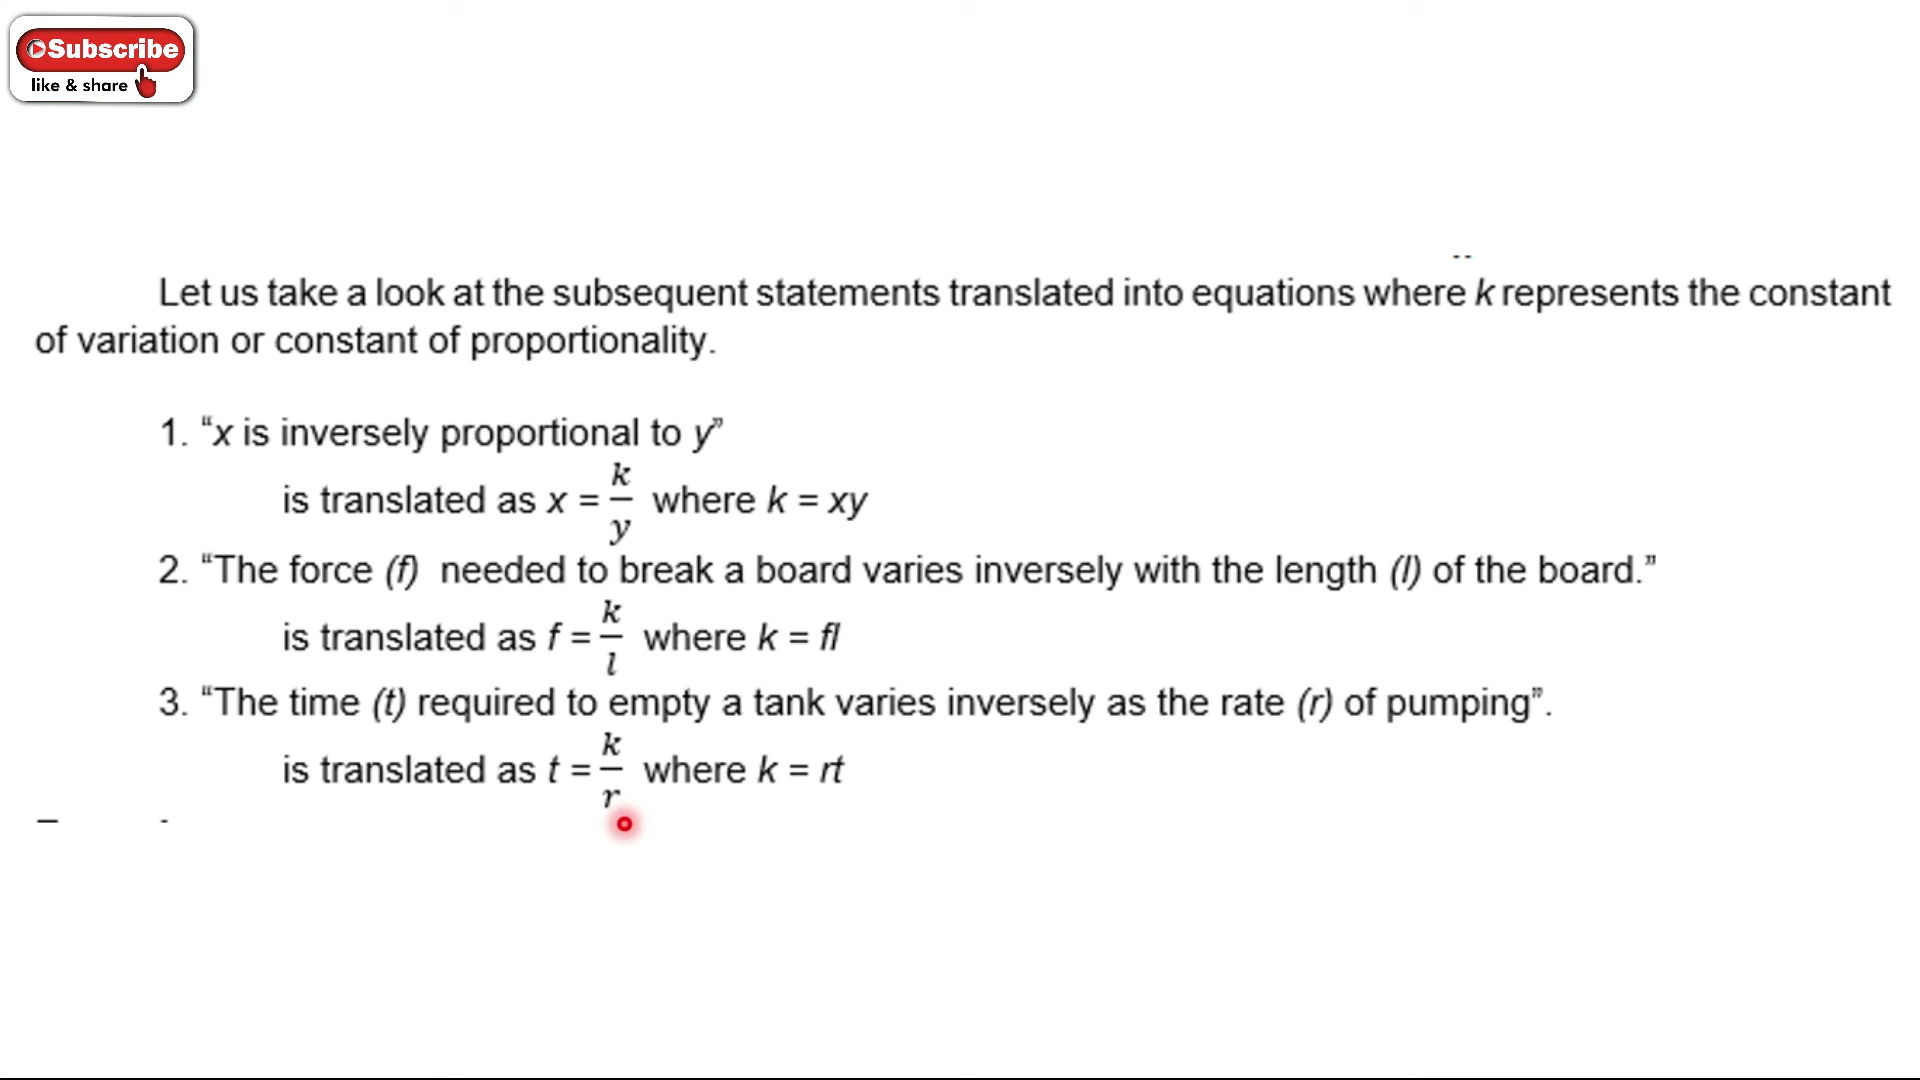 Subscribe
like & share
Let us take a look at the subsequent statements translated into equations where k represents the constant
of variation or constant of proportionality.
1. “x is inversely proportional to y”
is translated as x = k/y where k = xy
2. “The force (f) needed to break a board varies inversely with the length (l) of the board.”
is translated as f = k/l where k = fl
3. “The time (t) required to empty a tank varies inversely as the rate (r) of pumping”.
is translated as t = k/r where k = rt